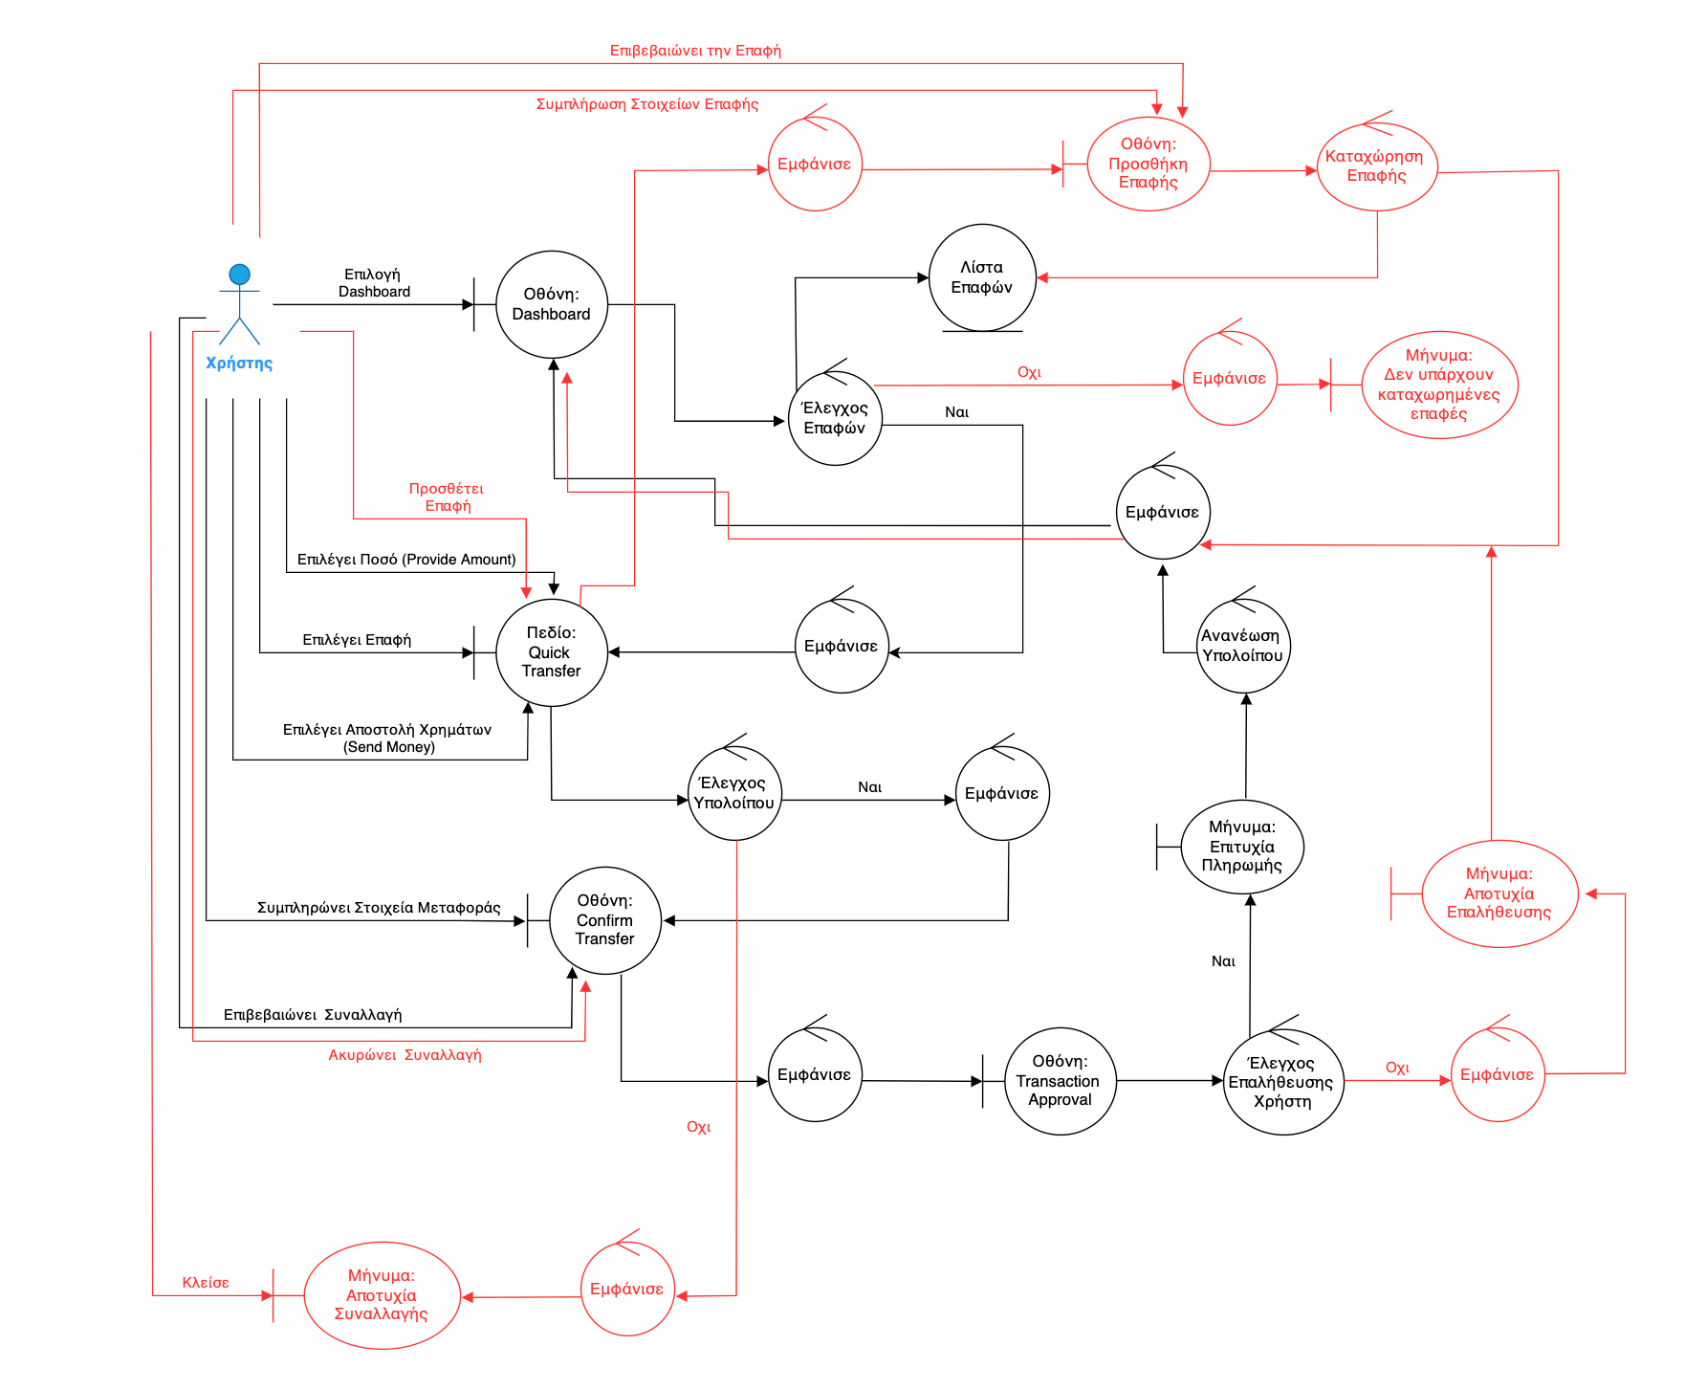 Επιβεβαιώνει την Επαφή
Συμπλήρωση Στοιχείων Επαφής
Εμφάνισε
Οθόνη:
Προσθήκη
Επαφής
Καταχώρηση
Επαφής
Επιλογή
Dashboard
Οθόνη:
Dashboard
Λίστα
Επαφών
Χρήστης
Έλεγχος
Επαφών
Οχι
Ναι
Εμφάνισε
Μήνυμα:
Δεν υπάρχουν
καταχωρημένες
επαφές
Προσθέτει
Επαφή
Εμφάνισε
Επιλέγει Ποσό (Provide Amount)
Επιλέγει Επαφή
Πεδίο:
Quick
Transfer
Εμφάνισε
Ανανέωση
Υπολοίπου
Επιλέγει Αποστολή Χρημάτων
(Send Money)
Έλεγχος
Υπολοίπου
Ναι
Εμφάνισε
Μήνυμα:
Επιτυχία
Πληρωμής
Μήνυμα:
Αποτυχία
Επαλήθευσης
Συμπληρώνει Στοιχεία Μεταφοράς
Οθόνη:
Confirm
Transfer
Ναι
Επιβεβαιώνει  Συναλλαγή
Ακυρώνει  Συναλλαγή
Εμφάνισε
Οθόνη:
Transaction
Approval
Έλεγχος
Επαλήθευσης
Χρήστη
Οχι
Εμφάνισε
Οχι
Κλείσε
Μήνυμα:
Αποτυχία
Συναλλαγής
Εμφάνισε